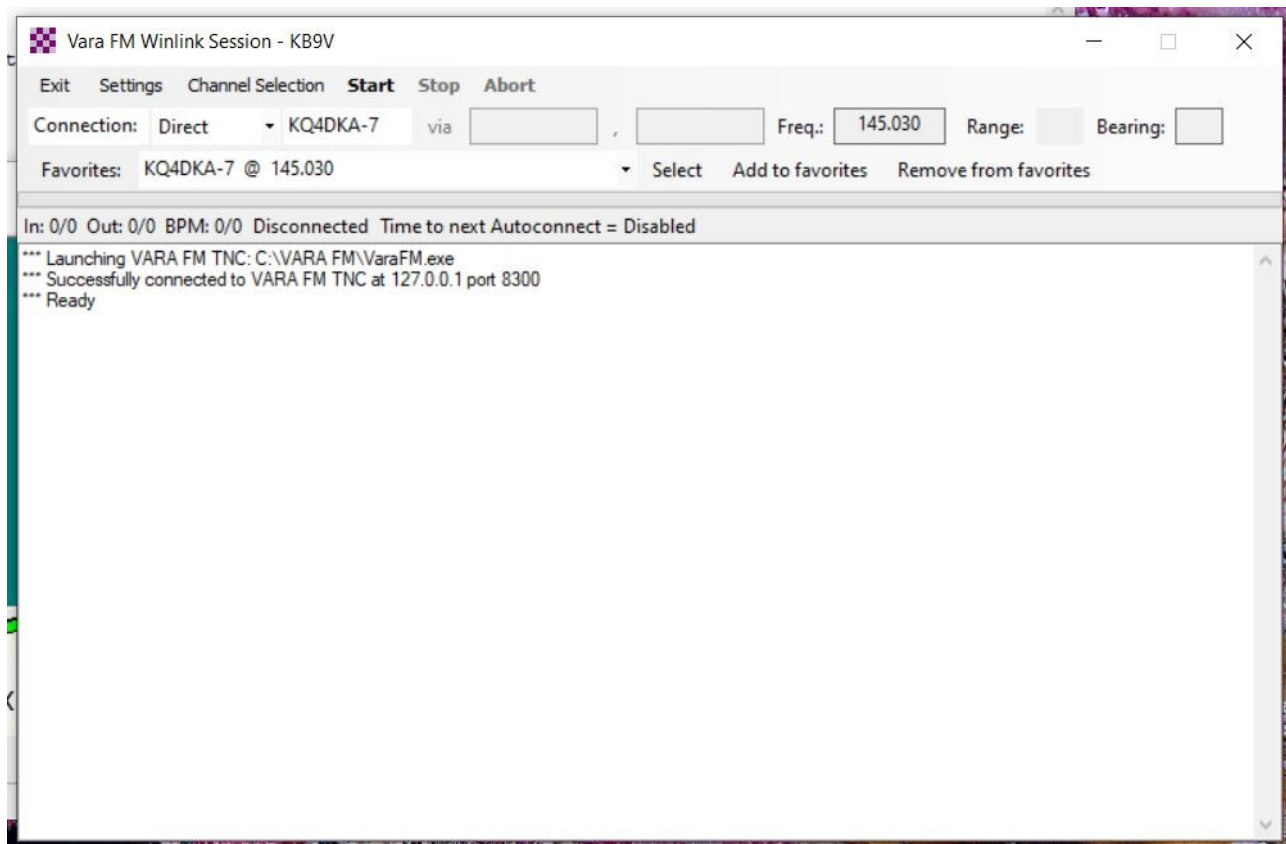 Vara FM Winlink Session - KB9V
Exit Settings Channel Selection Start Stop Abort
Connection: Direct KQ4DKA-7 via , Freq.: 145.030 Range: Bearing:
Favorites: KQ4DKA-7 @ 145.030 Select Add to favorites Remove from favorites
In: 0/0 Out: 0/0 BPM: 0/0 Disconnected Time to next Autoconnect = Disabled
*** Launching VARA FM TNC: C:\VARA FM\VaraFM.exe
*** Successfully connected to VARA FM TNC at 127.0.0.1 port 8300
*** Ready